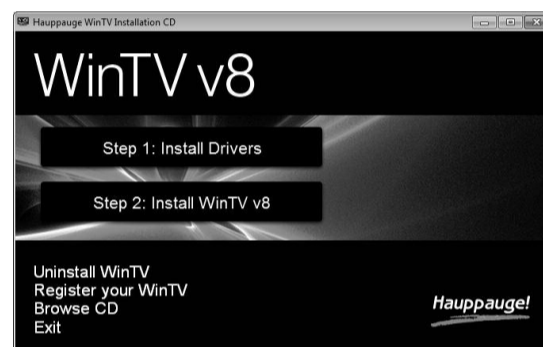 Hauppauge WinTV Installation CD
WinTV v8
Step 1: Install Drivers
Step 2: Install WinTV v8
Uninstall WinTV
Register your WinTV
Browse CD
Exit
Hauppauge!